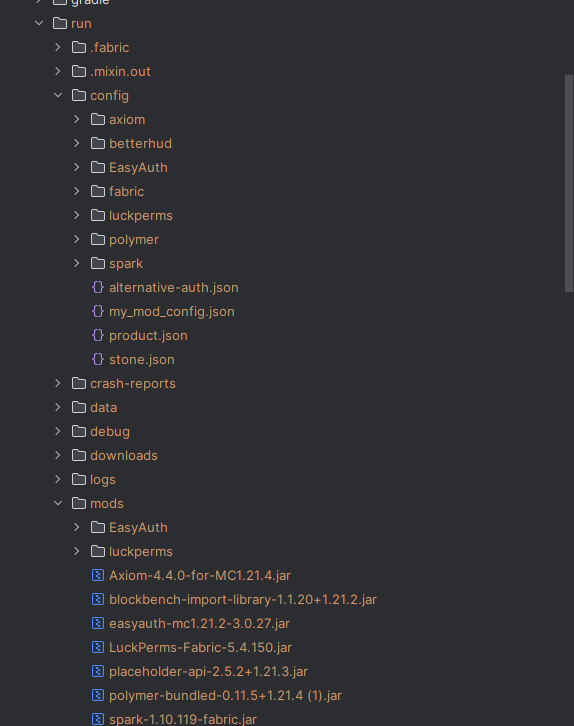 gradle
run
.fabric
.mixin.out
config
axiom
betterhud
EasyAuth
fabric
luckperms
polymer
spark
alternative-auth.json
my_mod_config.json
product.json
stone.json
crash-reports
data
debug
downloads
logs
mods
EasyAuth
luckperms
Axiom-4.4.0-for-MC1.21.4.jar
blockbench-import-library-1.1.20+1.21.2.jar
easyauth-mc1.21.2-3.0.27.jar
LuckPerms-Fabric-5.4.150.jar
placeholder-api-2.5.2+1.21.3.jar
polymer-bundled-0.11.5+1.21.4 (1).jar
spark-1.10.119-fabric.jar